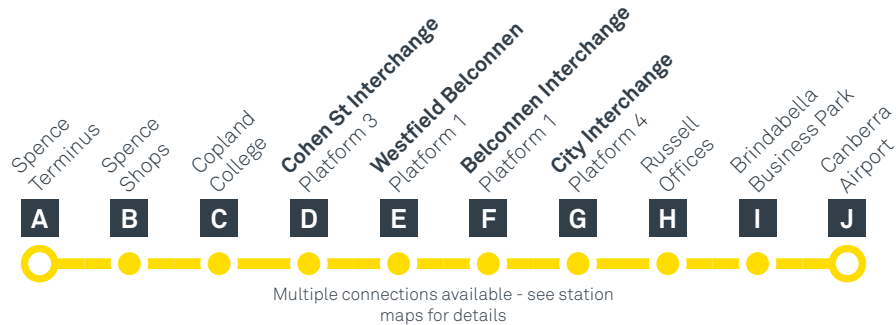 Spence
Terminus
Spence
Shops
Copland
College
Cohen St Interchange
Platform 3
Westfield Belconnen
Platform 1
Belconnen Interchange
Platform 1
City Interchange
Platform 4
Russell
Offices
Brindabella
Business Park
Canberra
Airport
A B C D E F G H I J
Multiple connections available - see station
maps for details